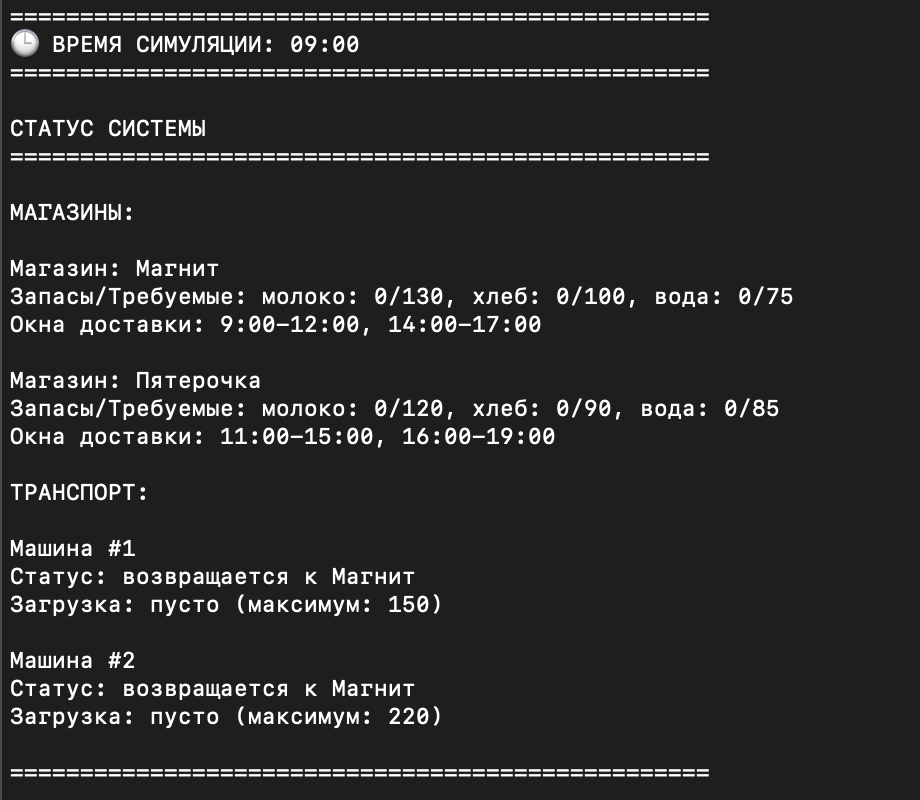 ==================================================
🕒 ВРЕМЯ СИМУЛЯЦИИ: 09:00
==================================================
СТАТУС СИСТЕМЫ
==================================================
МАГАЗИНЫ:
Магазин: Магнит
Запасы/Требуемые: молоко: 0/130, хлеб: 0/100, вода: 0/75
Окна доставки: 9:00–12:00, 14:00–17:00
Магазин: Пятерочка
Запасы/Требуемые: молоко: 0/120, хлеб: 0/90, вода: 0/85
Окна доставки: 11:00–15:00, 16:00–19:00
ТРАНСПОРТ:
Машина #1
Статус: возвращается к Магнит
Загрузка: пусто (максимум: 150)
Машина #2
Статус: возвращается к Магнит
Загрузка: пусто (максимум: 220)
==================================================